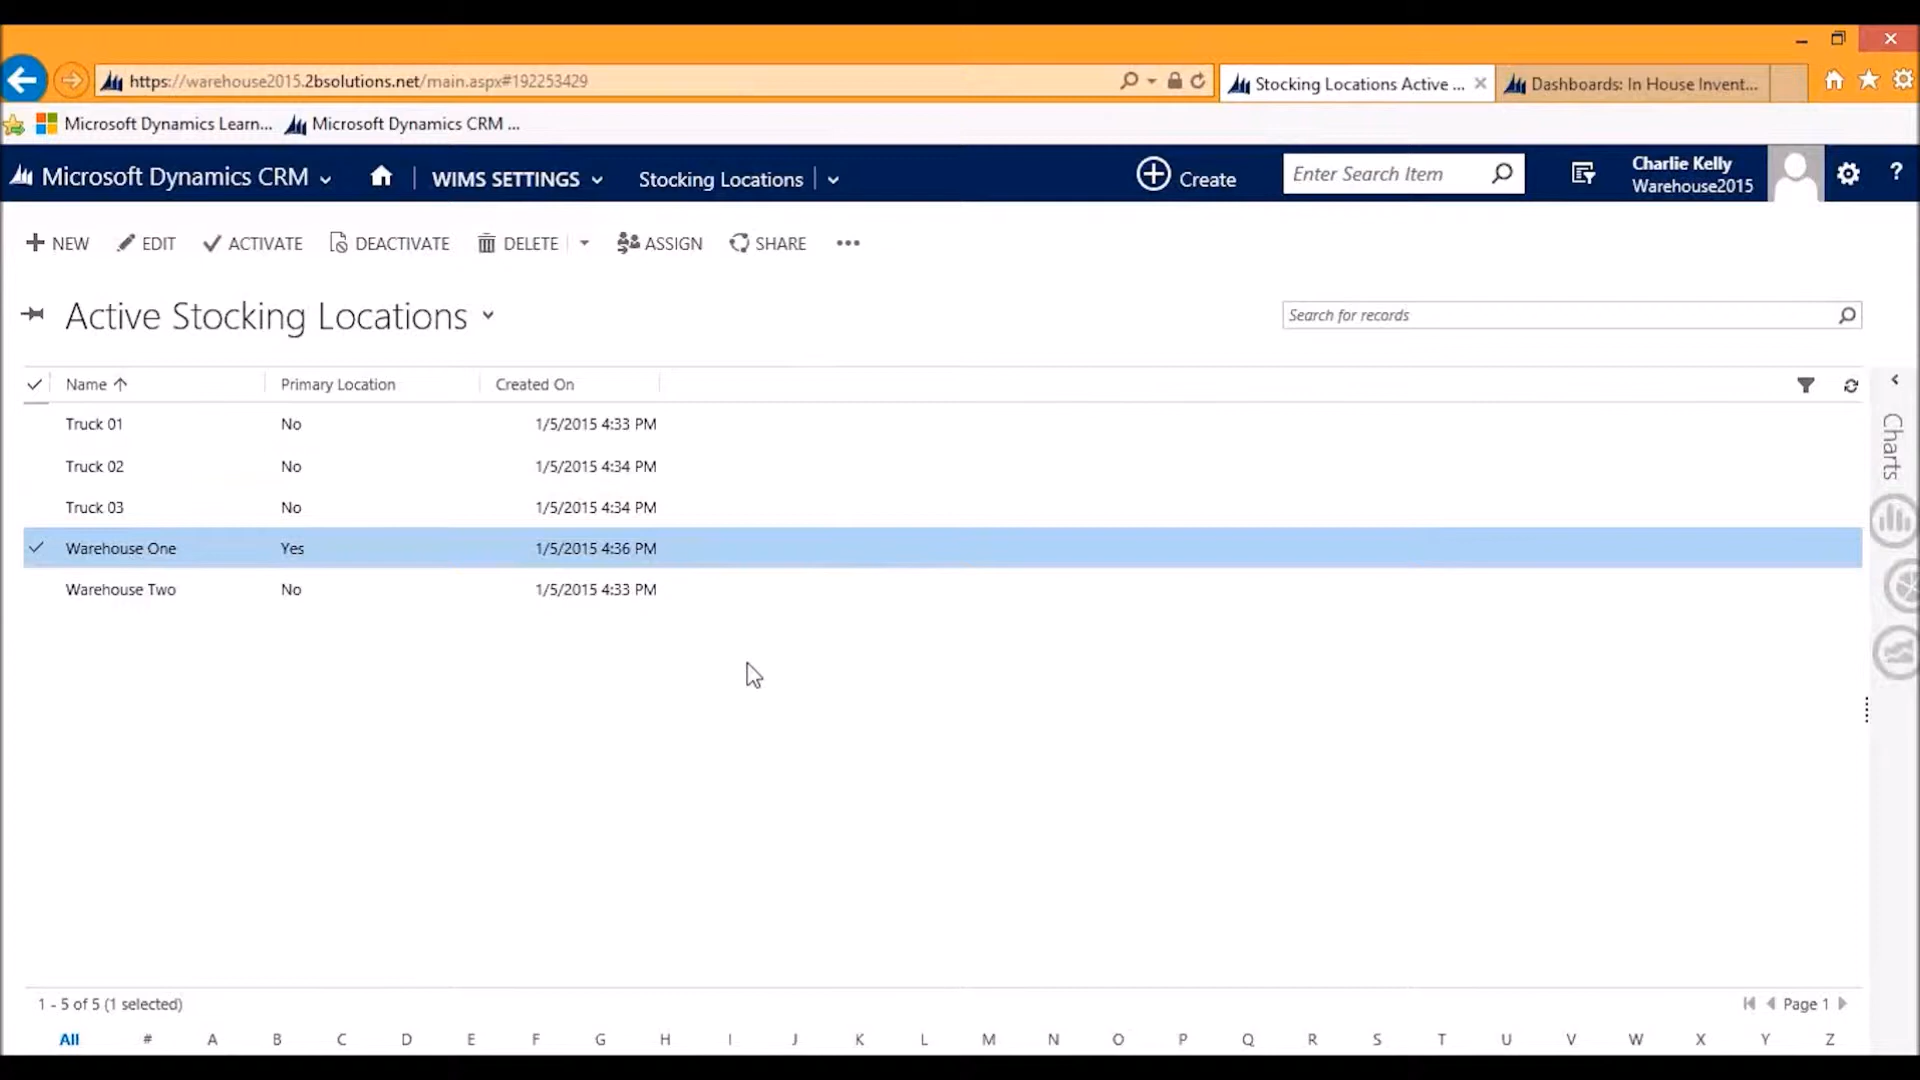 https://warehouse2015.2bsolutions.net/main.aspx#192253429
Stocking Locations Active ...
Dashboards: In House Invent...
Microsoft Dynamics Learn...
Microsoft Dynamics CRM ...
Microsoft Dynamics CRM
WIMS SETTINGS
Stocking Locations
Create
Enter Search Item
Charlie Kelly
Warehouse2015
?
NEW
EDIT
ACTIVATE
DEACTIVATE
DELETE
ASSIGN
SHARE
Active Stocking Locations
Search for records
Name Primary Location Created On
Truck 01 No 1/5/2015 4:33 PM
Truck 02 No 1/5/2015 4:34 PM
Truck 03 No 1/5/2015 4:34 PM
Warehouse One Yes 1/5/2015 4:36 PM
Warehouse Two No 1/5/2015 4:33 PM
Charts
1 - 5 of 5 (1 selected)
Page 1
All # A B C D E F G H I J K L M N O P Q R S T U V W X Y Z